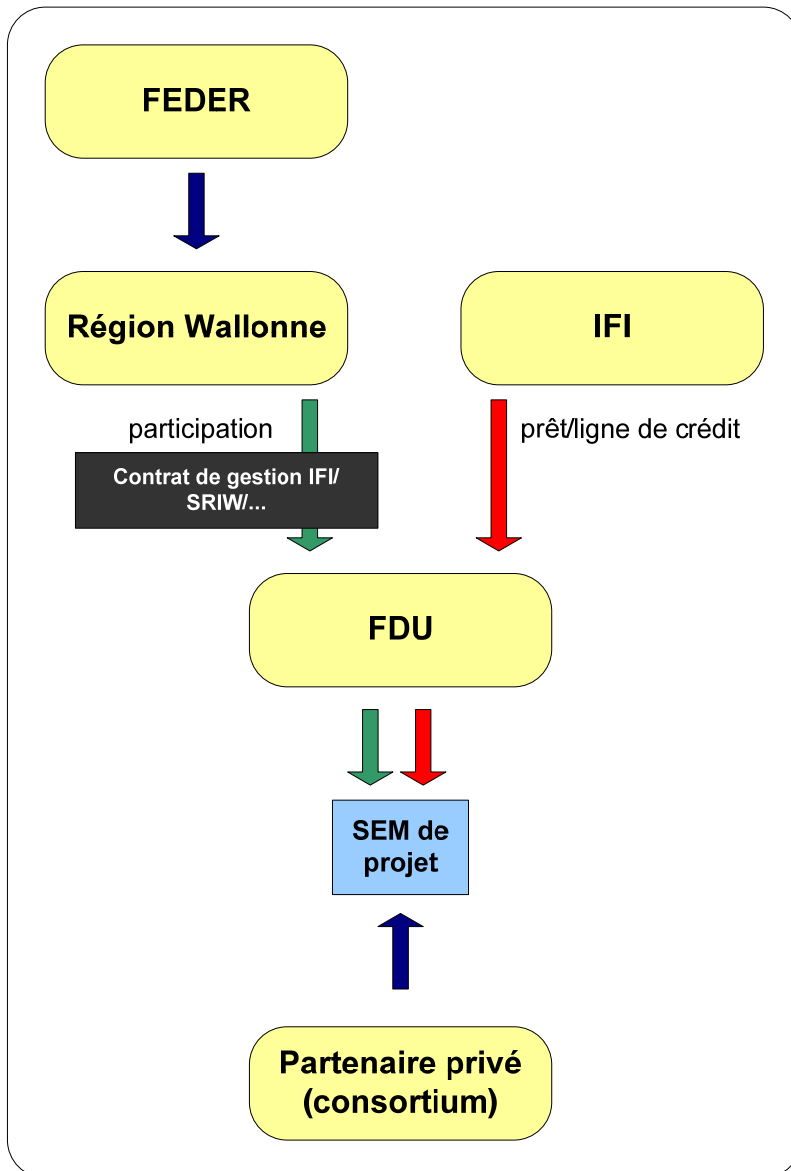 FEDER
Région Wallonne
IFI
participation
prêt/ligne de crédit
Contrat de gestion IFI/
SRIW/...
FDU
SEM de
projet
Partenaire privé
(consortium)